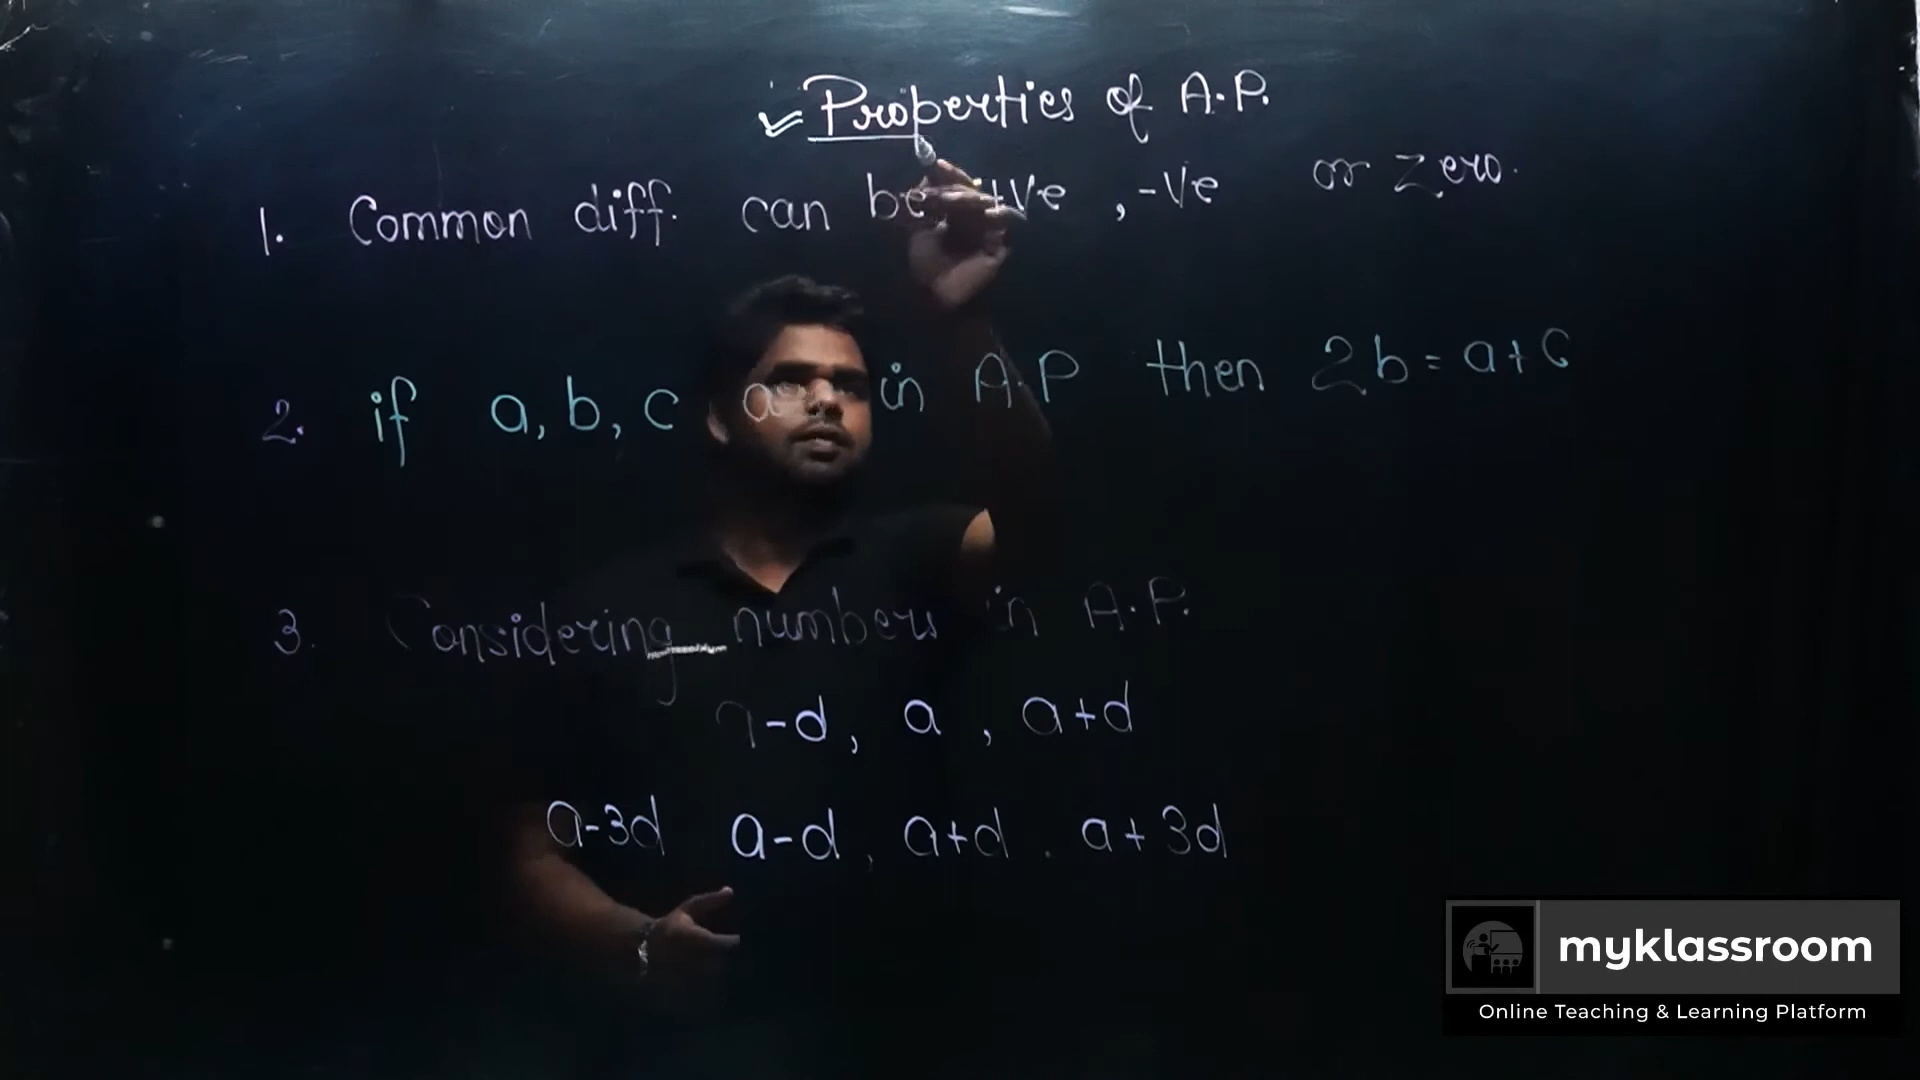 Properties of A.P.
1. Common diff. can be +ve, -ve or zero.
2. if a, b, c in A.P then 2b = a+c
3. Considering numbers in A.P.
a-d, a, a+d
a-3d a-d, a+d, a+3d
myklassroom
Online Teaching & Learning Platform